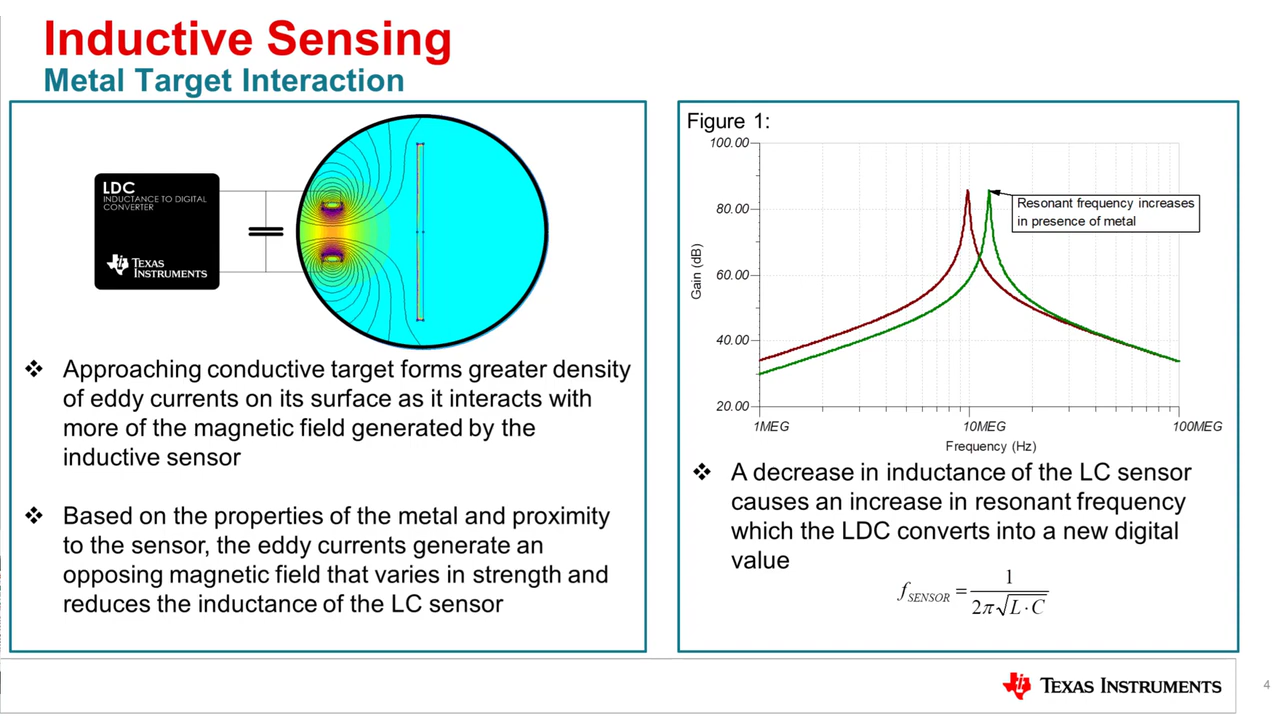 Inductive Sensing
Metal Target Interaction
LDC
INDUCTANCE TO DIGITAL
CONVERTER
TEXAS
INSTRUMENTS
❖ Approaching conductive target forms greater density
of eddy currents on its surface as it interacts with
more of the magnetic field generated by the
inductive sensor
❖ Based on the properties of the metal and proximity
to the sensor, the eddy currents generate an
opposing magnetic field that varies in strength and
reduces the inductance of the LC sensor
Figure 1:
100.00
80.00
60.00
40.00
20.00
Gain (dB)
Resonant frequency increases
in presence of metal
1MEG 10MEG 100MEG
Frequency (Hz)
❖ A decrease in inductance of the LC sensor
causes an increase in resonant frequency
which the LDC converts into a new digital
value
f_SENSOR = 1 / (2π√(L·C))
TEXAS INSTRUMENTS
4